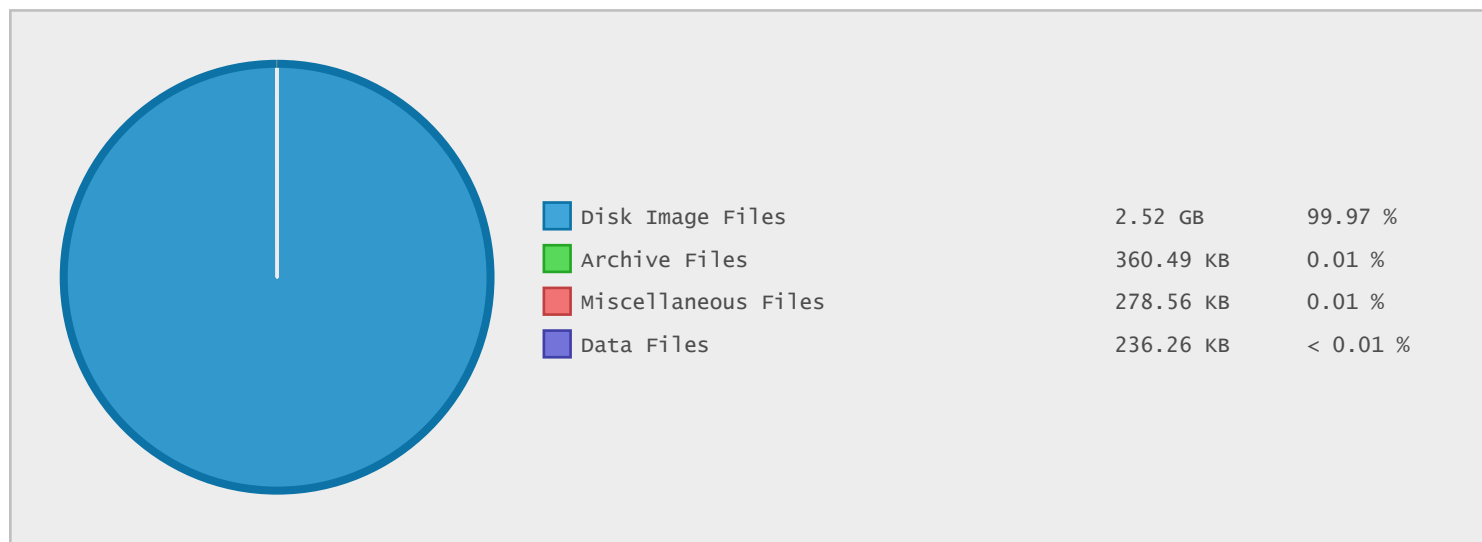 Disk Image Files 2.52 GB 99.97 %
Archive Files 360.49 KB 0.01 %
Miscellaneous Files 278.56 KB 0.01 %
Data Files 236.26 KB < 0.01 %